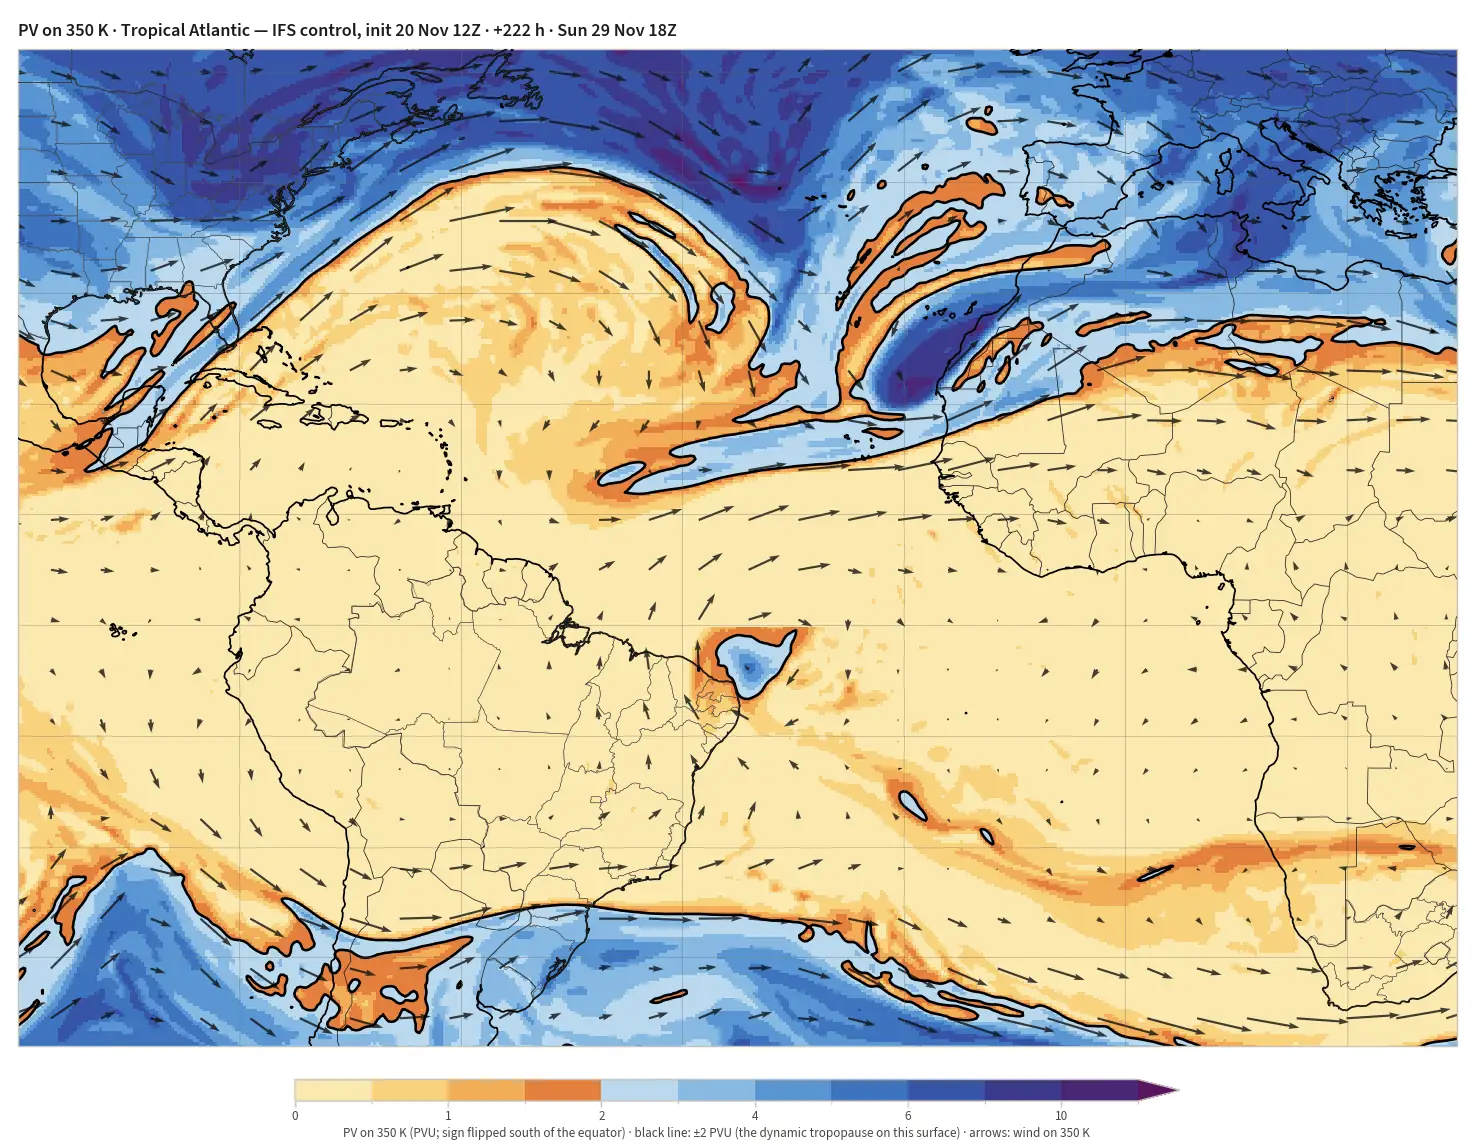 PV on 350 K · Tropical Atlantic — IFS control, init 20 Nov 12Z · +222 h · Sun 29 Nov 18Z
0 1 2 4 6 10
PV on 350 K (PVU; sign flipped south of the equator) · black line: ±2 PVU (the dynamic tropopause on this surface) · arrows: wind on 350 K